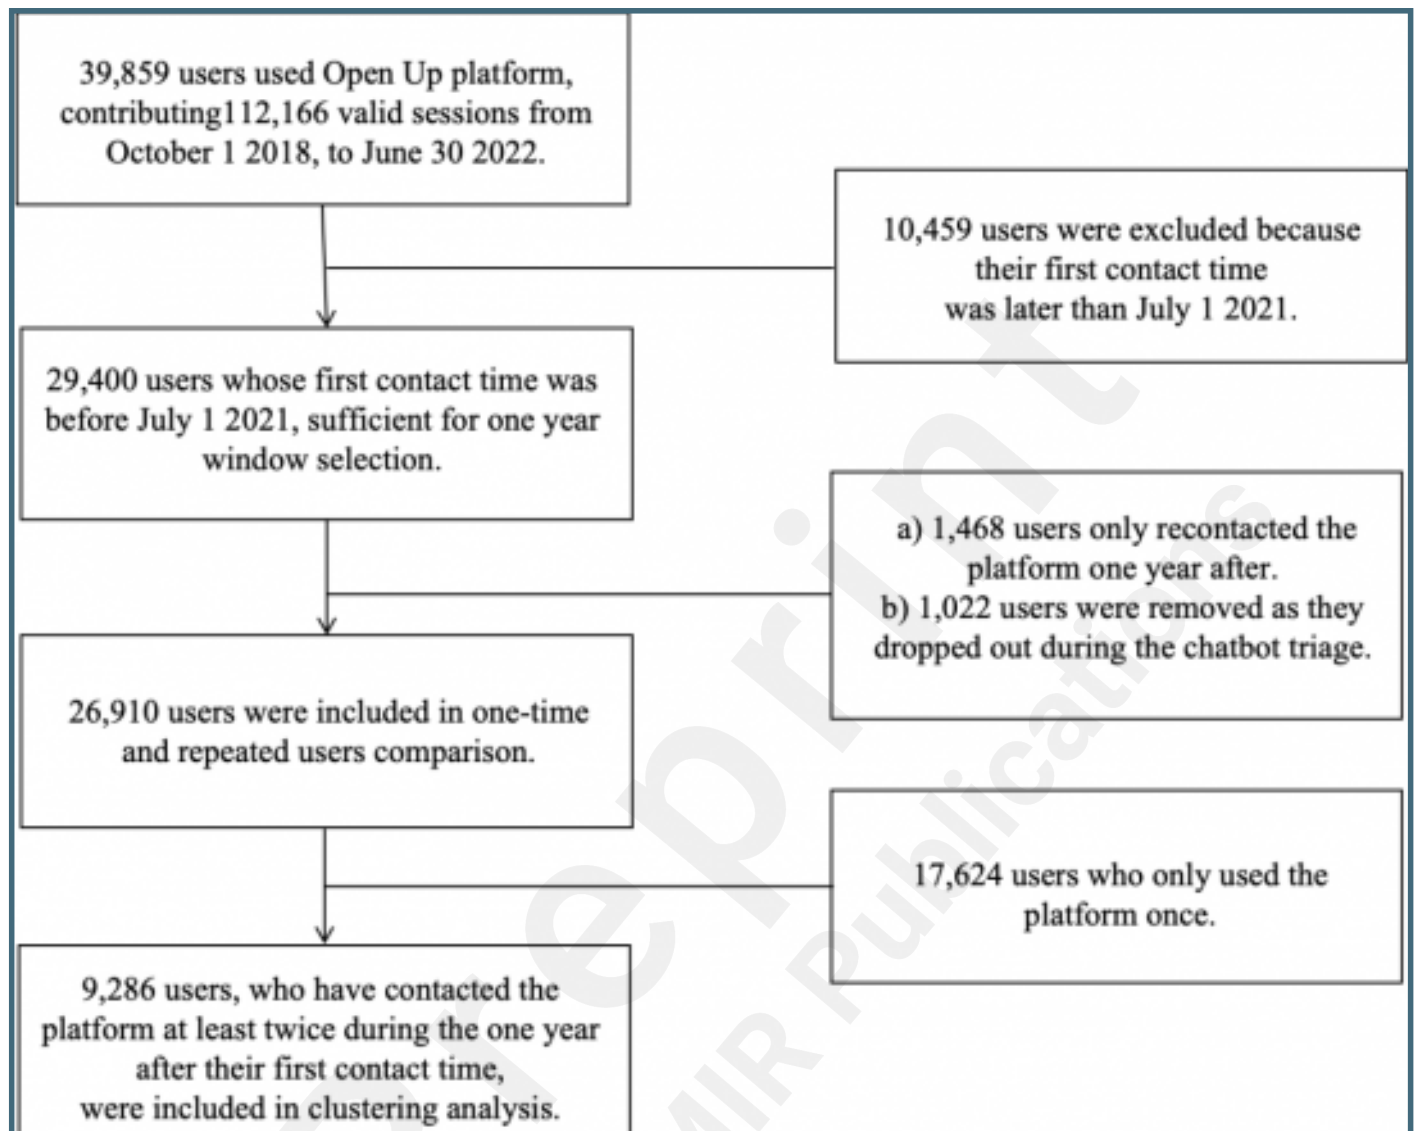 39,859 users used Open Up platform,
contributing112,166 valid sessions from
October 1 2018, to June 30 2022.
10,459 users were excluded because
their first contact time
was later than July 1 2021.
29,400 users whose first contact time was
before July 1 2021, sufficient for one year
window selection.
a) 1,468 users only recontacted the
platform one year after.
b) 1,022 users were removed as they
dropped out during the chatbot triage.
26,910 users were included in one-time
and repeated users comparison.
17,624 users who only used the
platform once.
9,286 users, who have contacted the
platform at least twice during the one year
after their first contact time,
were included in clustering analysis.
reprint
MIR Publications